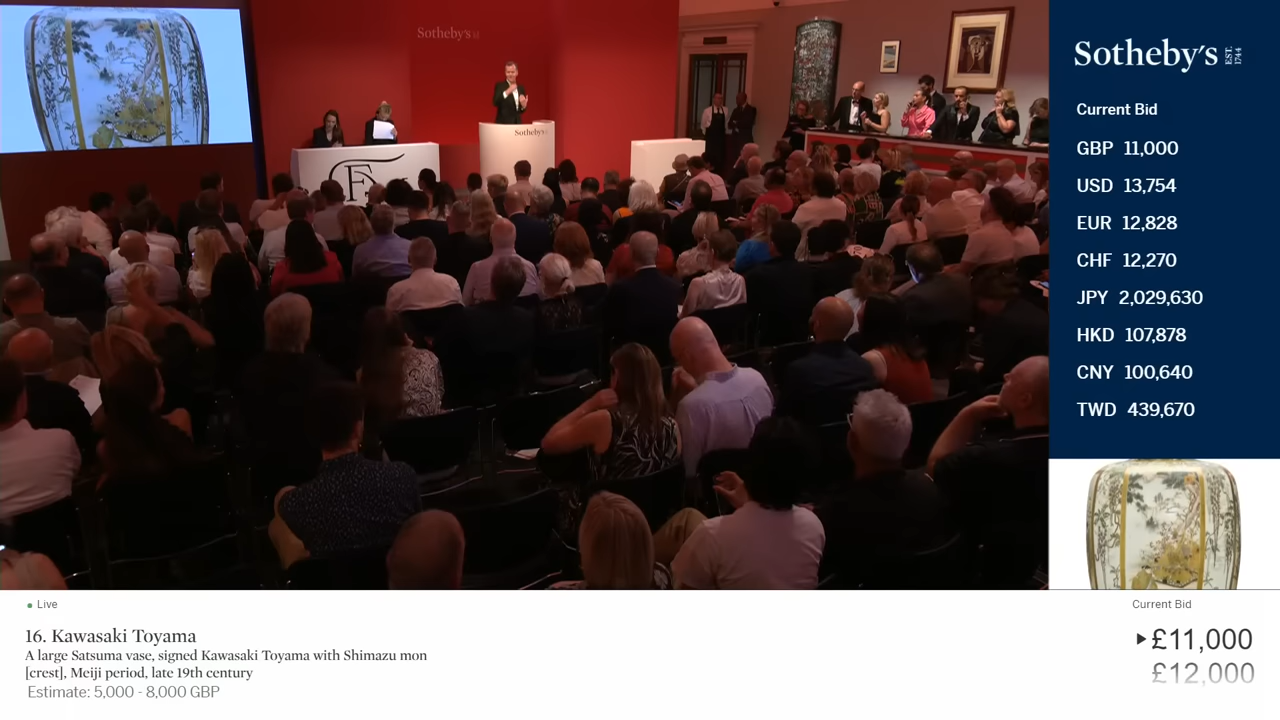 Sotheby's
Sotheby's
Sotheby's EST. 1744
Current Bid
GBP 11,000
USD 13,754
EUR 12,828
CHF 12,270
JPY 2,029,630
HKD 107,878
CNY 100,640
TWD 439,670
Live
16. Kawasaki Toyama
A large Satsuma vase, signed Kawasaki Toyama with Shimazu mon
[crest], Meiji period, late 19th century
Estimate: 5,000 - 8,000 GBP
Current Bid
£11,000
£12,000